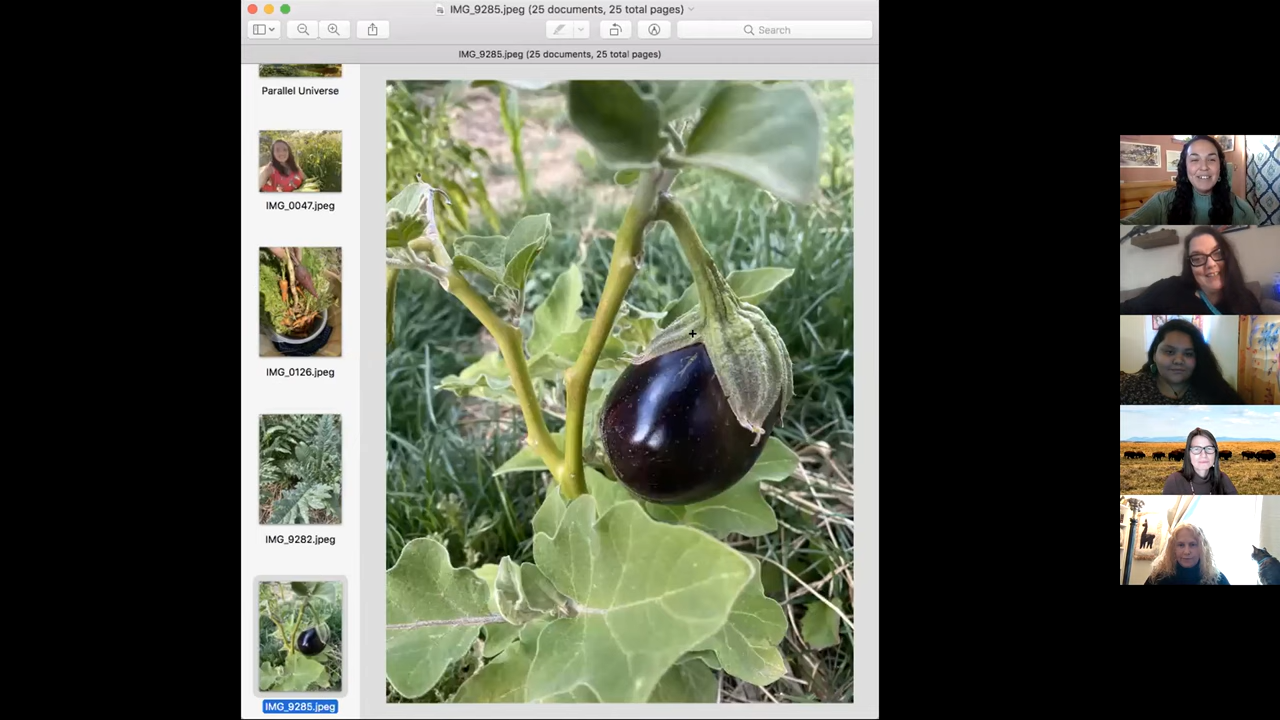 IMG_9285.jpeg (25 documents, 25 total pages)
Search
IMG_9285.jpeg (25 documents, 25 total pages)
Parallel Universe
IMG_0047.jpeg
IMG_0126.jpeg
IMG_9282.jpeg
IMG_9285.jpeg